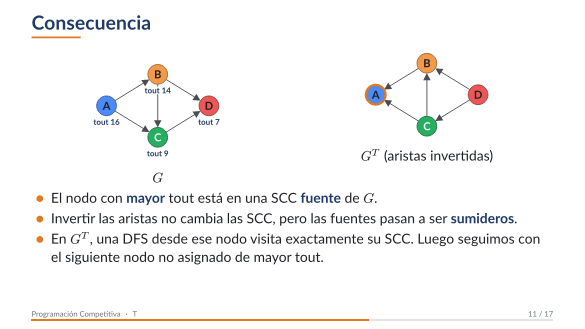 Consecuencia
B
tout 14
A
tout 16
D
tout 7
C
tout 9
G
B
A
D
C
G^T (aristas invertidas)
El nodo con mayor tout está en una SCC fuente de G.
Invertir las aristas no cambia las SCC, pero las fuentes pasan a ser sumideros.
En G^T, una DFS desde ese nodo visita exactamente su SCC. Luego seguimos con
el siguiente nodo no asignado de mayor tout.
Programación Competitiva · T
11 / 17